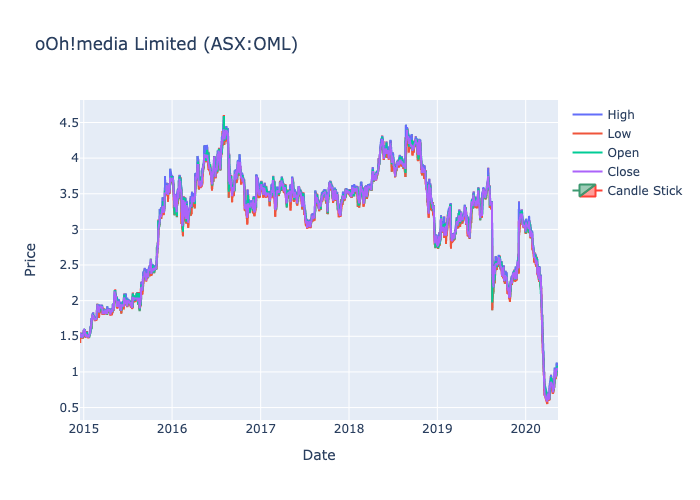 oOh!media Limited (ASX:OML)
High
Low
Open
Close
Candle Stick
4.5
4
3.5
3
2.5
2
1.5
1
0.5
Price
2015 2016 2017 2018 2019 2020
Date